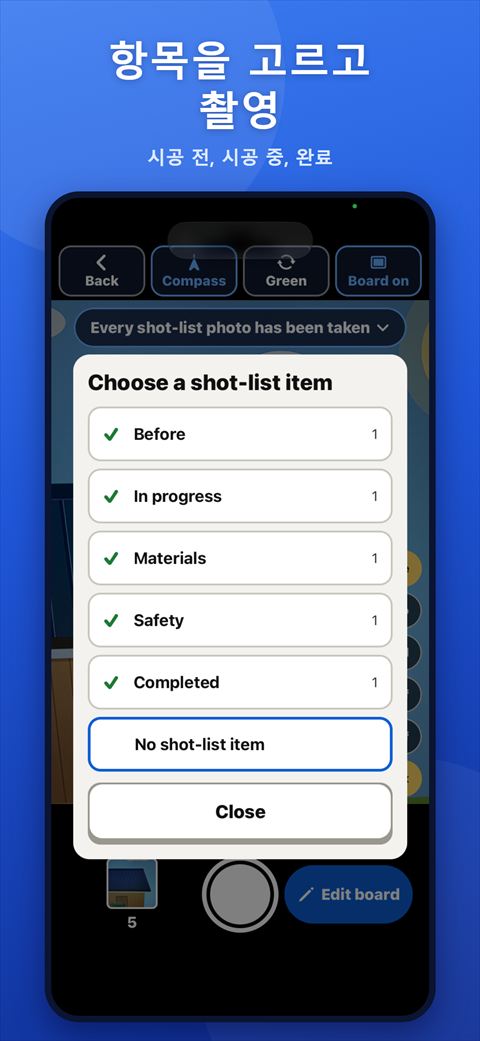 항목을 고르고
촬영
시공 전, 시공 중, 완료
Back
Compass
Green
Board on
Every shot-list photo has been taken
Choose a shot-list item
Before 1
In progress 1
Materials 1
Safety 1
Completed 1
No shot-list item
Close
Edit board
5